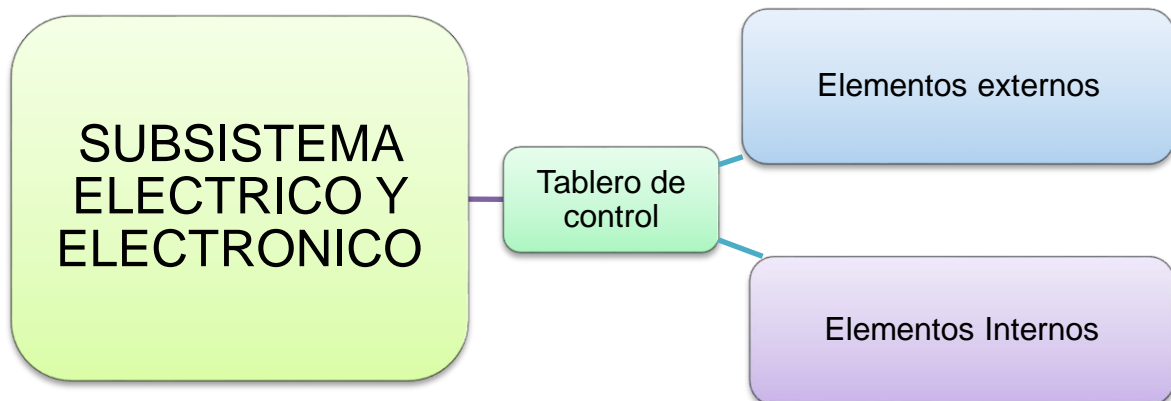 SUBSISTEMA
ELECTRICO Y
ELECTRONICO
Tablero de
control
Elementos externos
Elementos Internos